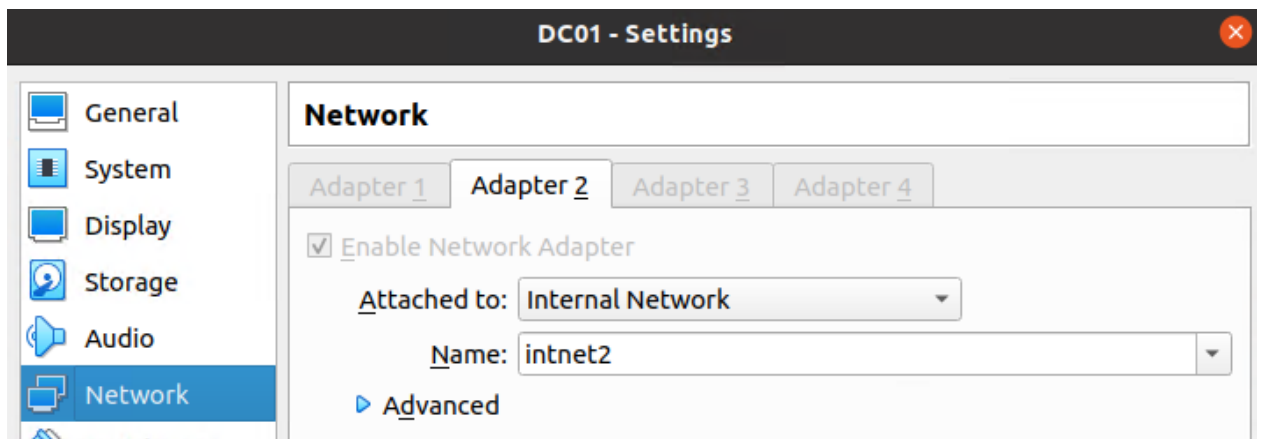 DC01 - Settings
General
System
Display
Storage
Audio
Network
Network
Adapter 1 Adapter 2 Adapter 3 Adapter 4
Enable Network Adapter
Attached to: Internal Network
Name: intnet2
Advanced